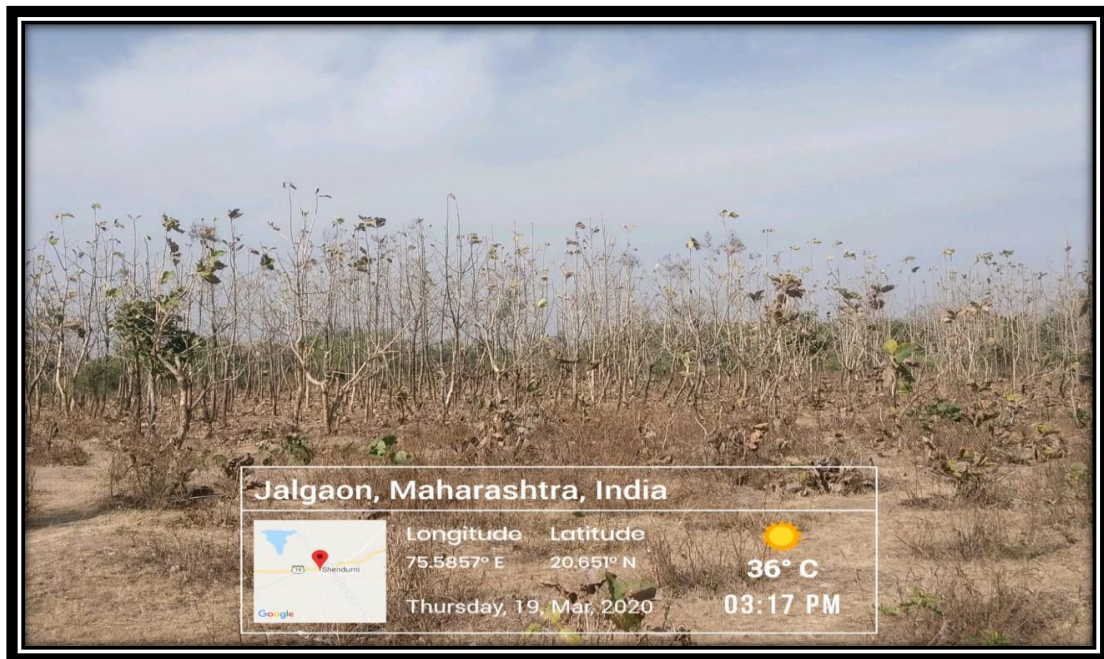 Jalgaon, Maharashtra, India
Longitude Latitude
75.5857° E 20.651° N
36° C
Thursday, 19, Mar, 2020
03:17 PM
Shendurni
Google